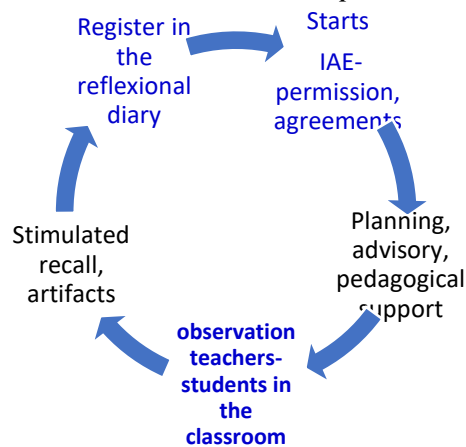 Register in
the
reflexional
diary
Starts
IAE-
permission,
agreements
Planning,
advisory,
pedagogical
support
observation
teachers-
students in
the
classroom
Stimulated
recall,
artifacts